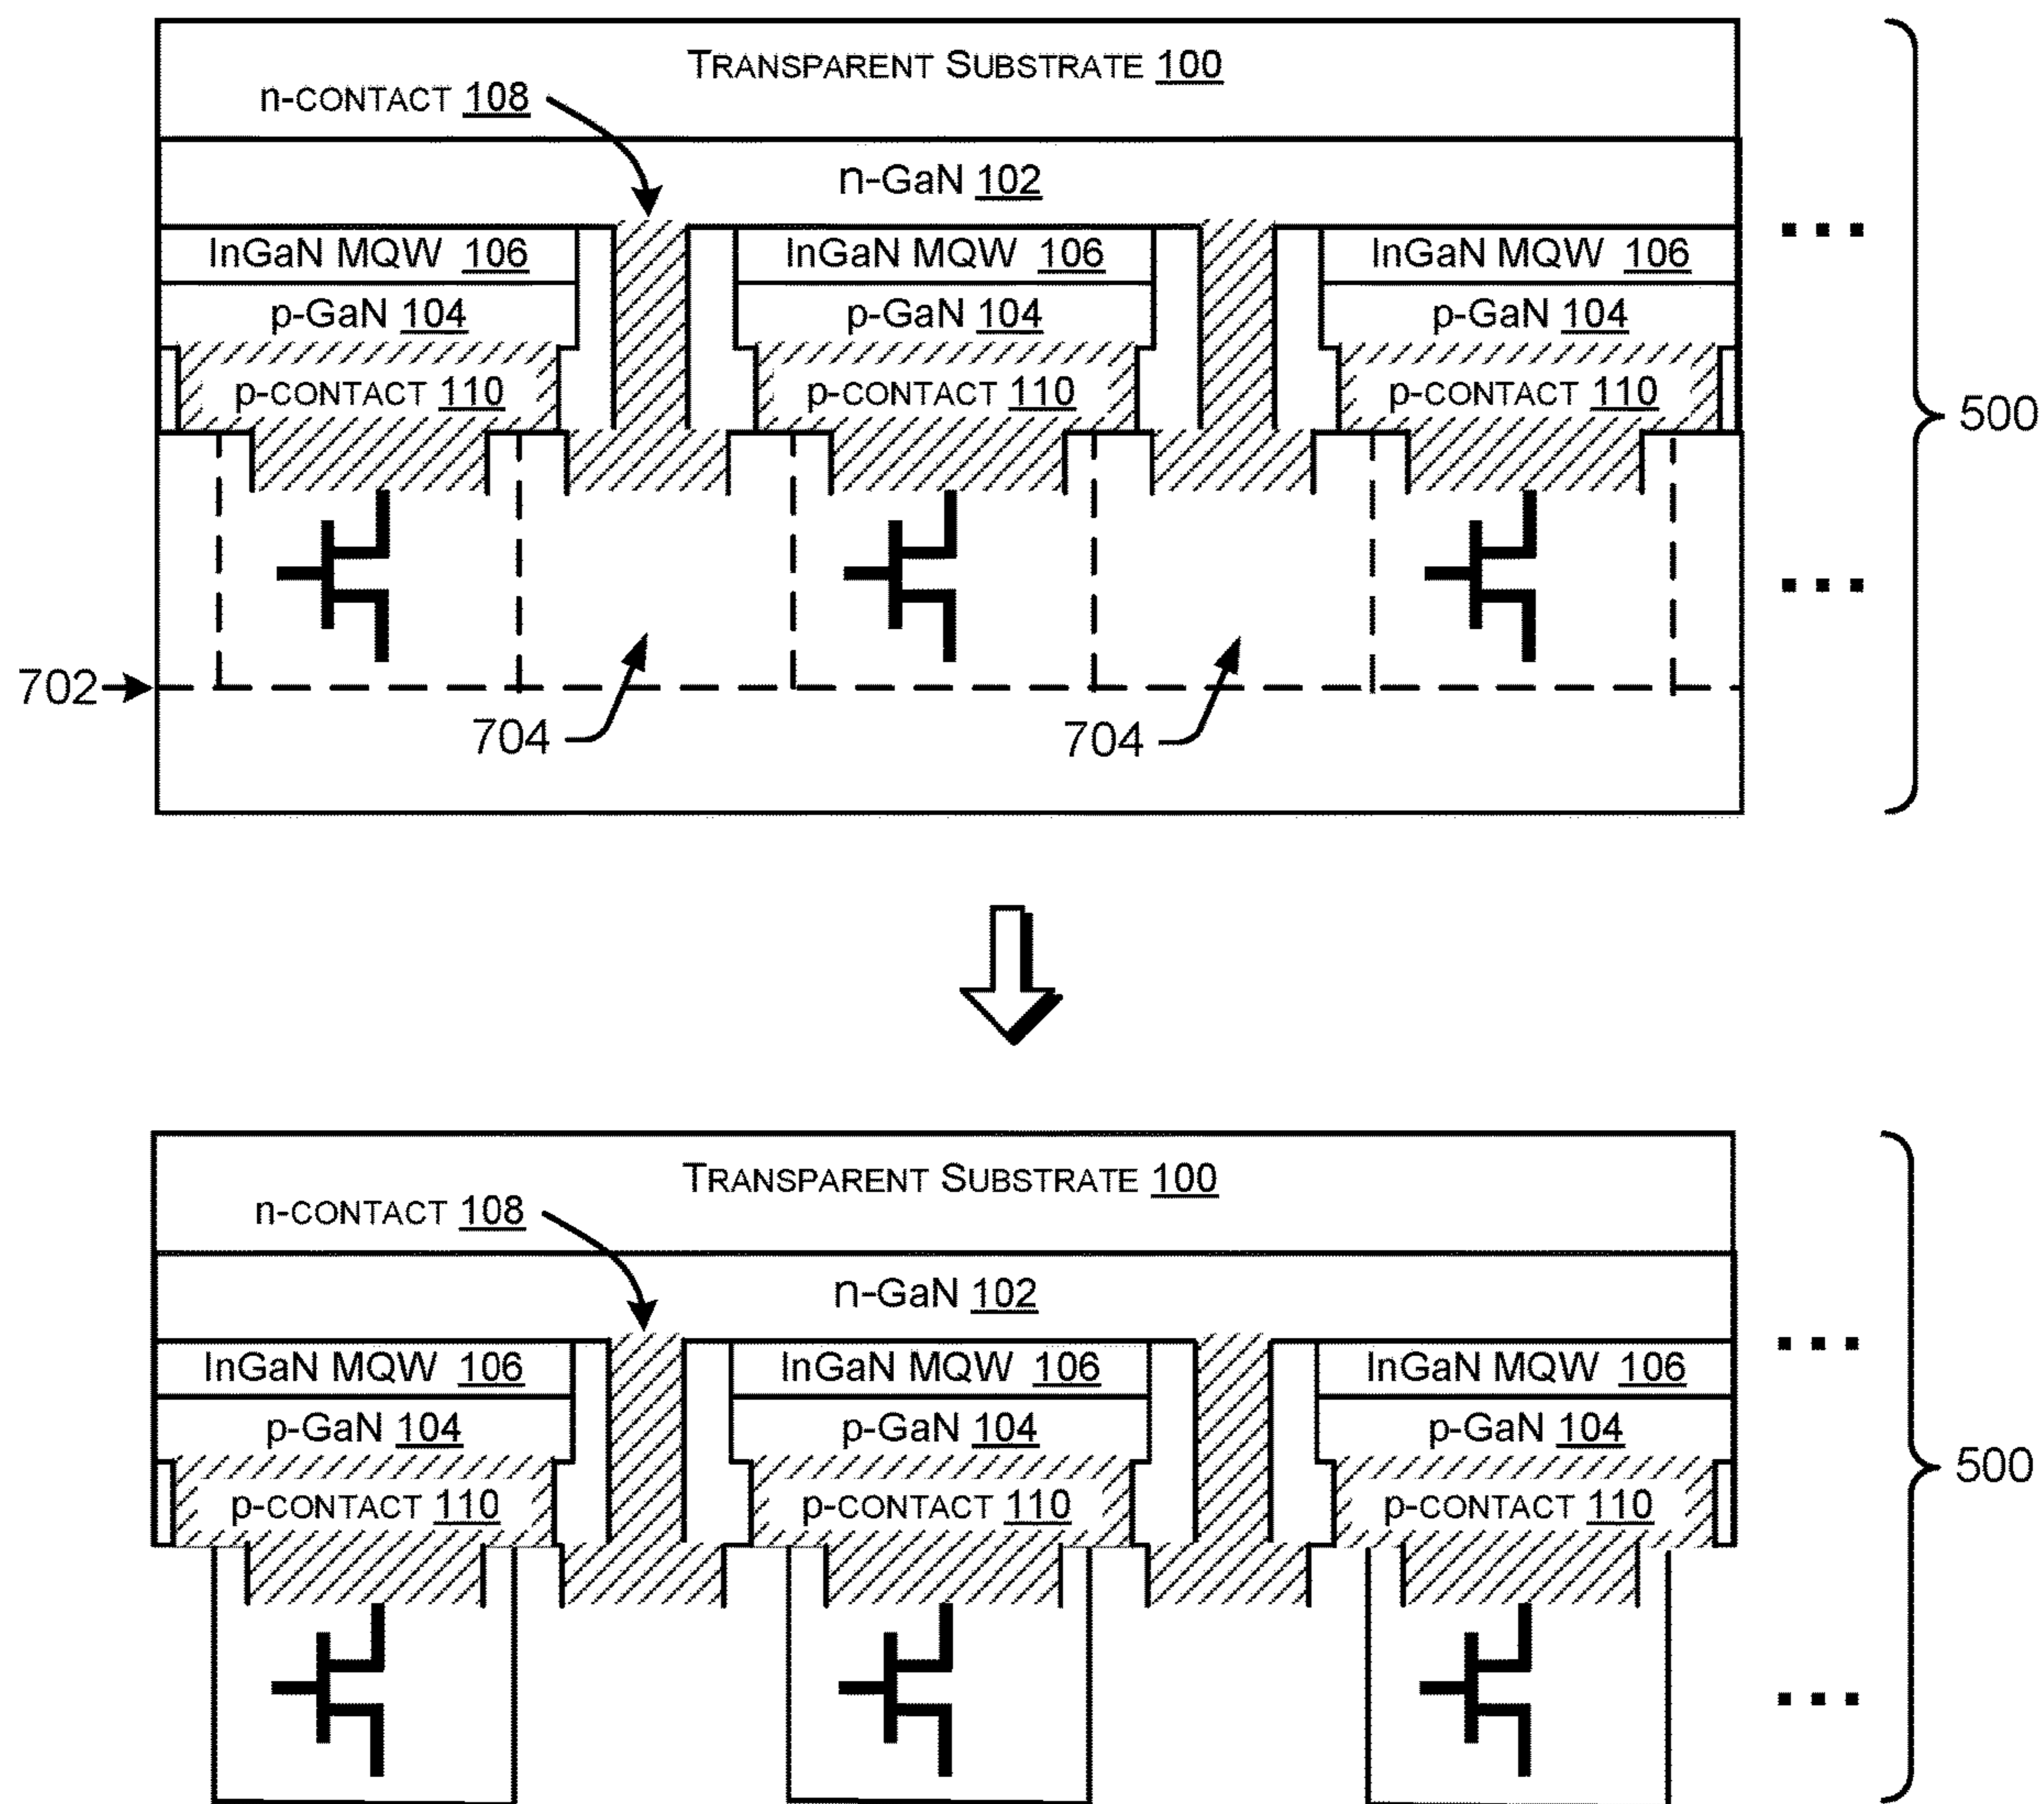 TRANSPARENT SUBSTRATE 100
n-CONTACT 108
n-GaN 102
InGaN MQW 106 InGaN MQW 106 InGaN MQW 106
p-GaN 104 p-GaN 104 p-GaN 104
p-CONTACT 110 p-CONTACT 110 p-CONTACT 110
500
702
704 704
TRANSPARENT SUBSTRATE 100
n-CONTACT 108
n-GaN 102
InGaN MQW 106 InGaN MQW 106 InGaN MQW 106
p-GaN 104 p-GaN 104 p-GaN 104
p-CONTACT 110 p-CONTACT 110 p-CONTACT 110
500